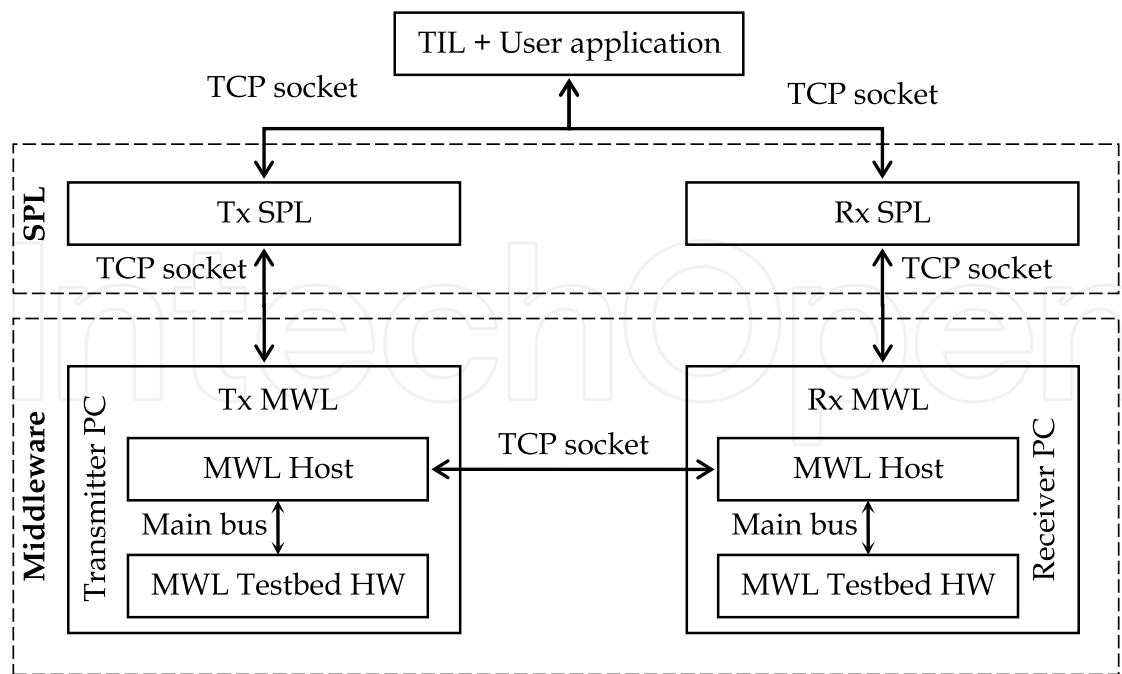 TIL + User application
TCP socket
TCP socket
SPL
Tx SPL
Rx SPL
TCP socket
TCP socket
IntechOpen
Middleware
Transmitter PC
Tx MWL
MWL Host
Main bus
MWL Testbed HW
TCP socket
Rx MWL
MWL Host
Main bus
MWL Testbed HW
Receiver PC